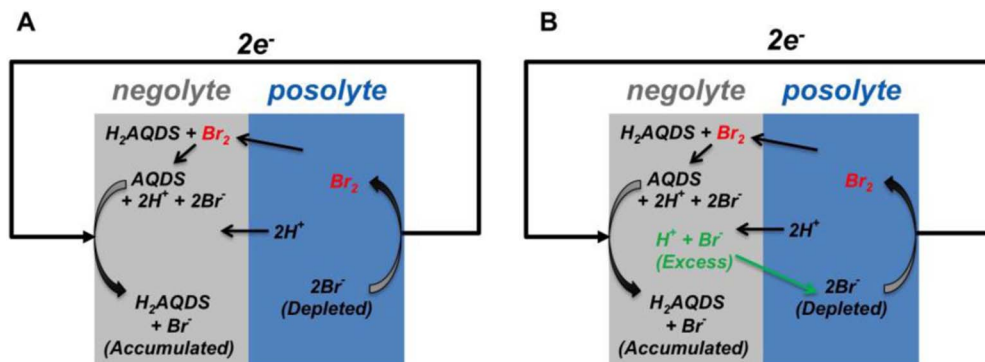 A
2e-
negolyte posolyte
H2AQDS + Br2
AQDS
+ 2H+ + 2Br-
Br2
2H+
2Br-
(Depleted)
H2AQDS
+ Br-
(Accumulated)
B
2e-
negolyte posolyte
H2AQDS + Br2
AQDS
+ 2H+ + 2Br-
Br2
2H+
H+ + Br-
(Excess)
2Br-
(Depleted)
H2AQDS
+ Br-
(Accumulated)